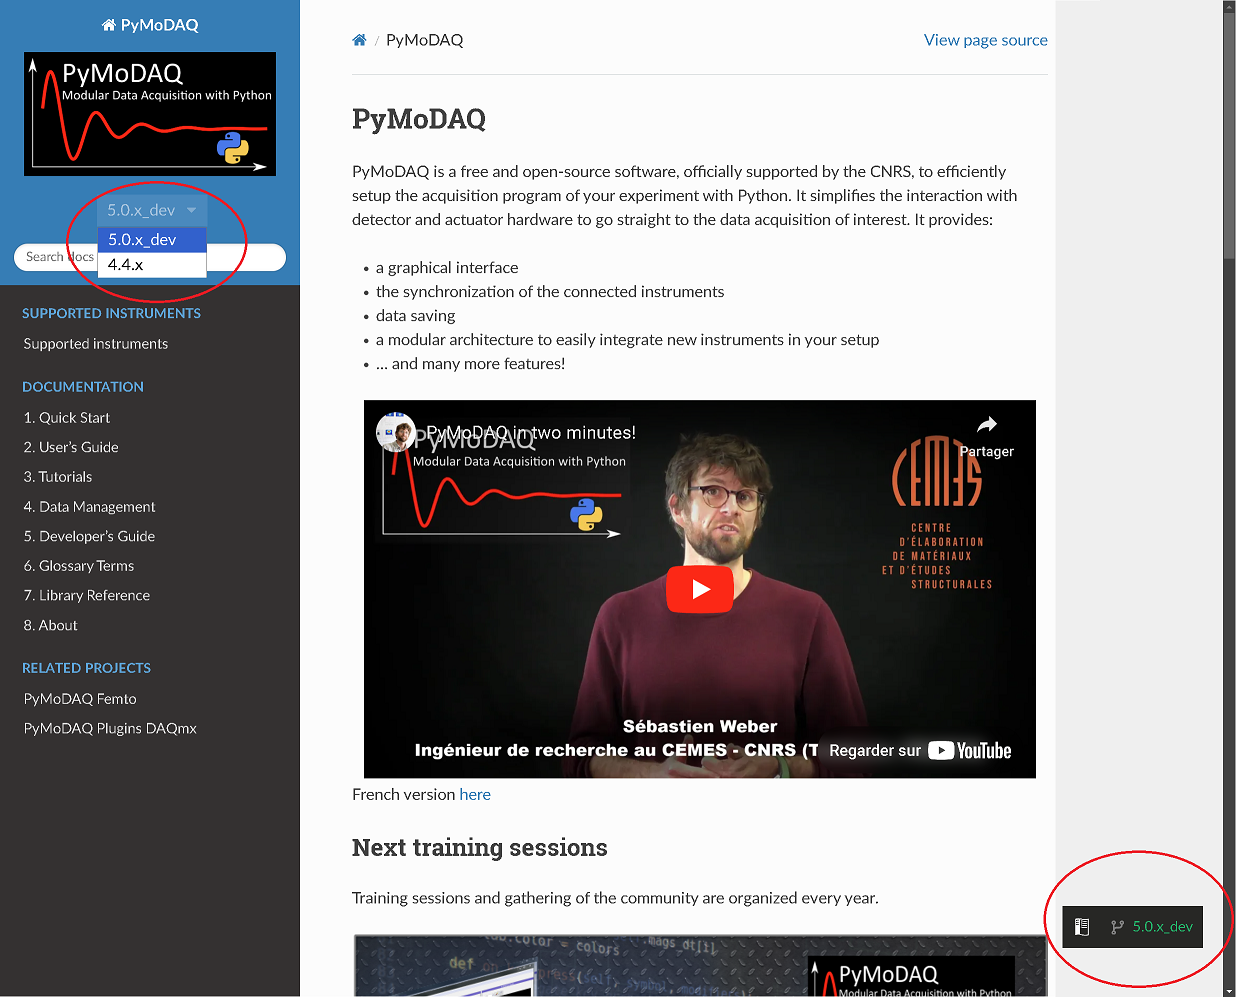 PyMoDAQ
PyMoDAQ
Modular Data Acquisition with Python
5.0.x_dev
5.0.x_dev
4.4.x
Search docs
SUPPORTED INSTRUMENTS
Supported instruments
DOCUMENTATION
1. Quick Start
2. User's Guide
3. Tutorials
4. Data Management
5. Developer's Guide
6. Glossary Terms
7. Library Reference
8. About
RELATED PROJECTS
PyMoDAQ Femto
PyMoDAQ Plugins DAQmx
/ PyMoDAQ
View page source
PyMoDAQ
PyMoDAQ is a free and open-source software, officially supported by the CNRS, to efficiently
setup the acquisition program of your experiment with Python. It simplifies the interaction with
detector and actuator hardware to go straight to the data acquisition of interest. It provides:
• a graphical interface
• the synchronization of the connected instruments
• data saving
• a modular architecture to easily integrate new instruments in your setup
• ... and many more features!
PyMoDAQ in two minutes!
PyMoDAQ
Modular Data Acquisition with Python
Partager
CEMES
CENTRE
D'ÉLABORATION
DE MATÉRIAUX
ET D'ÉTUDES
STRUCTURALES
Sébastien Weber
Ingénieur de recherche au CEMES - CNRS (T
Regarder sur YouTube
French version here
Next training sessions
Training sessions and gathering of the community are organized every year.
.color = colors
mags dt[i]
def
PyMoDAQ
Modular Data Acquisition with Python
5.0.x_dev